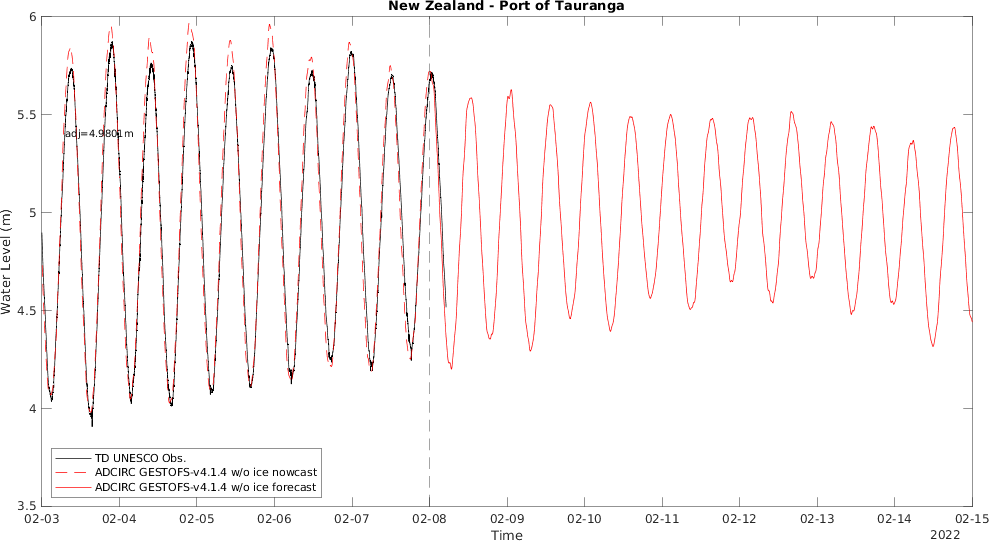 New Zealand - Port of Tauranga
Water Level (m)
6
5.5
5
4.5
4
3.5
adj=4.9801m
TD UNESCO Obs.
ADCIRC GESTOFS-v4.1.4 w/o ice nowcast
ADCIRC GESTOFS-v4.1.4 w/o ice forecast
02-03 02-04 02-05 02-06 02-07 02-08 02-09 02-10 02-11 02-12 02-13 02-14 02-15
Time
2022